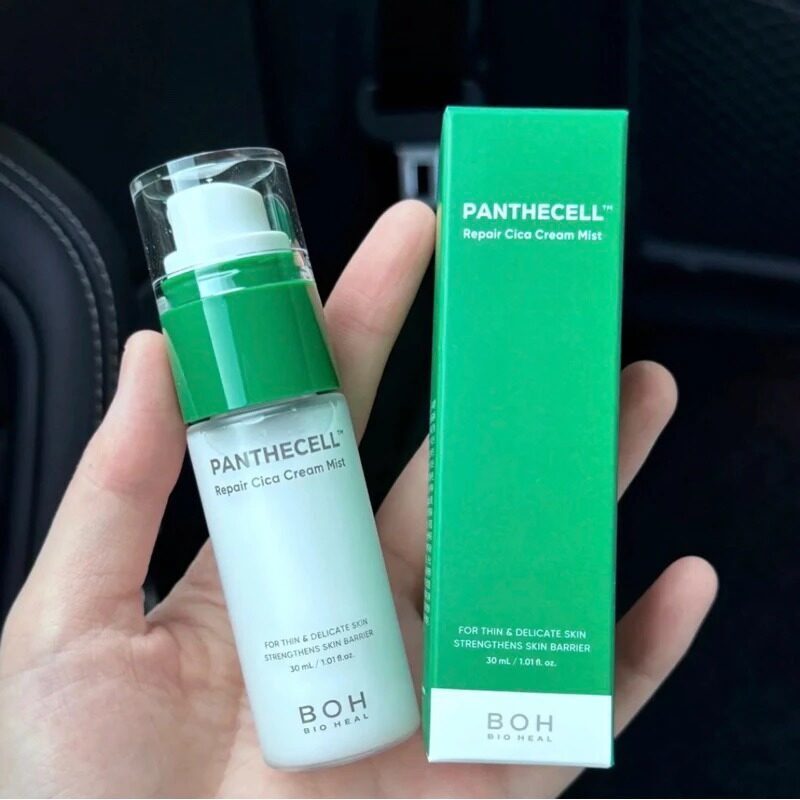 PANTHECELL™
Repair Cica Cream Mist
FOR THIN & DELICATE SKIN
STRENGTHENS SKIN BARRIER
30 mL / 1.01 fl.oz.
BOH
BIO HEAL
PANTHECELL™
Repair Cica Cream Mist
FOR THIN & DELICATE SKIN
STRENGTHENS SKIN BARRIER
30 mL / 1.01 fl.oz.
BOH
BIO HEAL